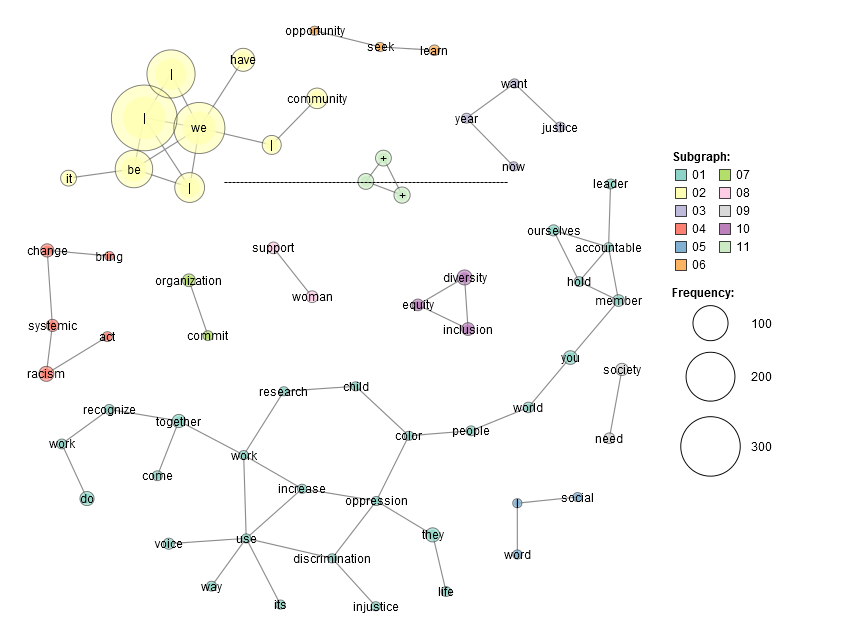 opportunity
seek
learn
have
|
community
want
|
year
we
justice
|
+
now
be
it
|
+
leader
Subgraph:
01
07
02
08
03
09
04
10
05
11
06
ourselves
accountable
change
bring
support
hold
organization
diversity
woman
equity
member
Frequency:
100
systemic
act
commit
inclusion
racism
you
society
200
research
child
recognize
together
world
work
color
people
need
300
work
come
increase
do
oppression
|
social
use
they
voice
discrimination
word
way
life
its
injustice